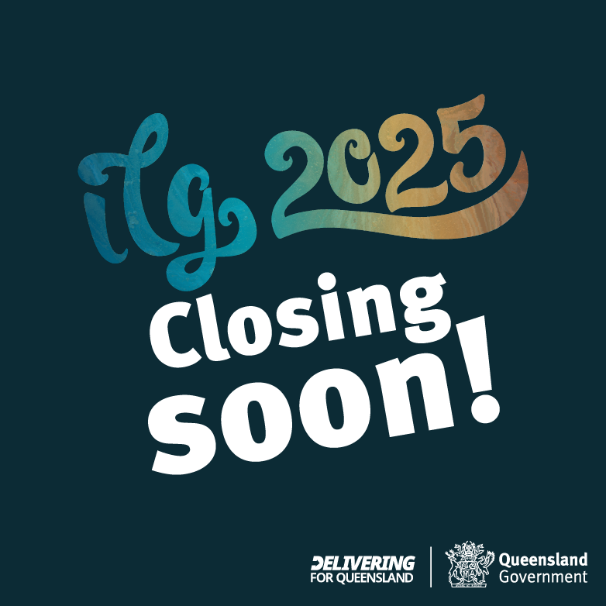 ilg 2025
Closing
soon!
DELIVERING
FOR QUEENSLAND
Queensland
Government